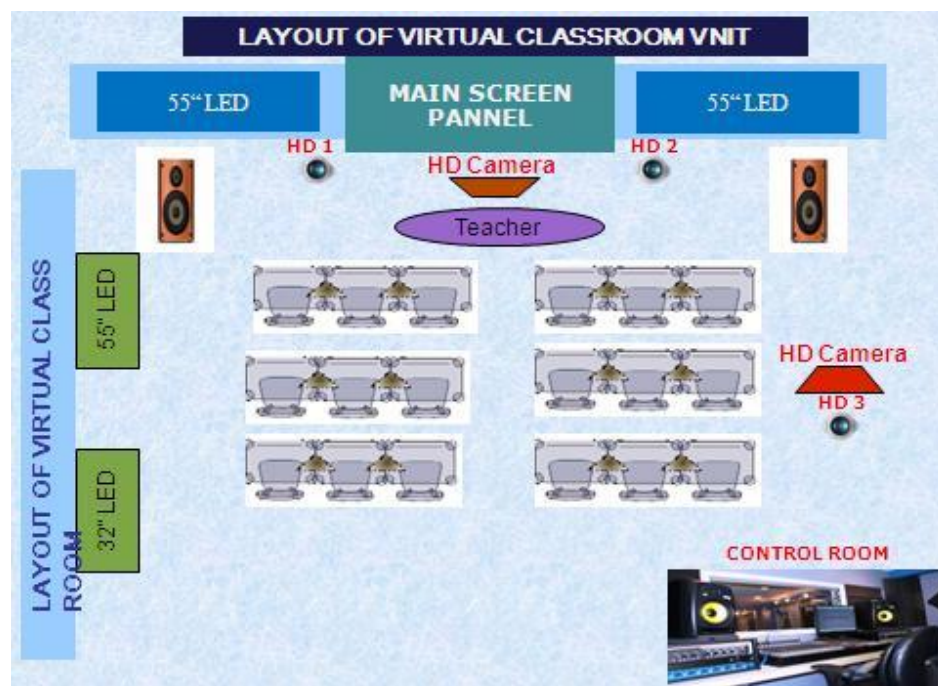 LAYOUT OF VIRTUAL CLASSROOM VNIT
55" LED
MAIN SCREEN
PANNEL
55" LED
HD 1
HD 2
HD Camera
Teacher
LAYOUT OF VIRTUAL CLASS
ROOM
55" LED
32" LED
HD Camera
HD 3
CONTROL ROOM